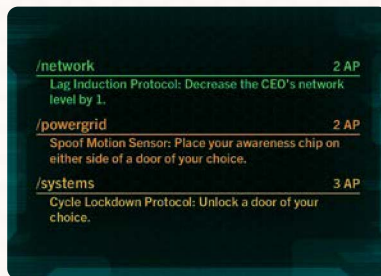 /network 2 AP
Lag Induction Protocol: Decrease the CEO's network
level by 1.
/powergrid 2 AP
Spoof Motion Sensor: Place your awareness chip on
either side of a door of your choice.
/systems 3 AP
Cycle Lockdown Protocol: Unlock a door of your
choice.